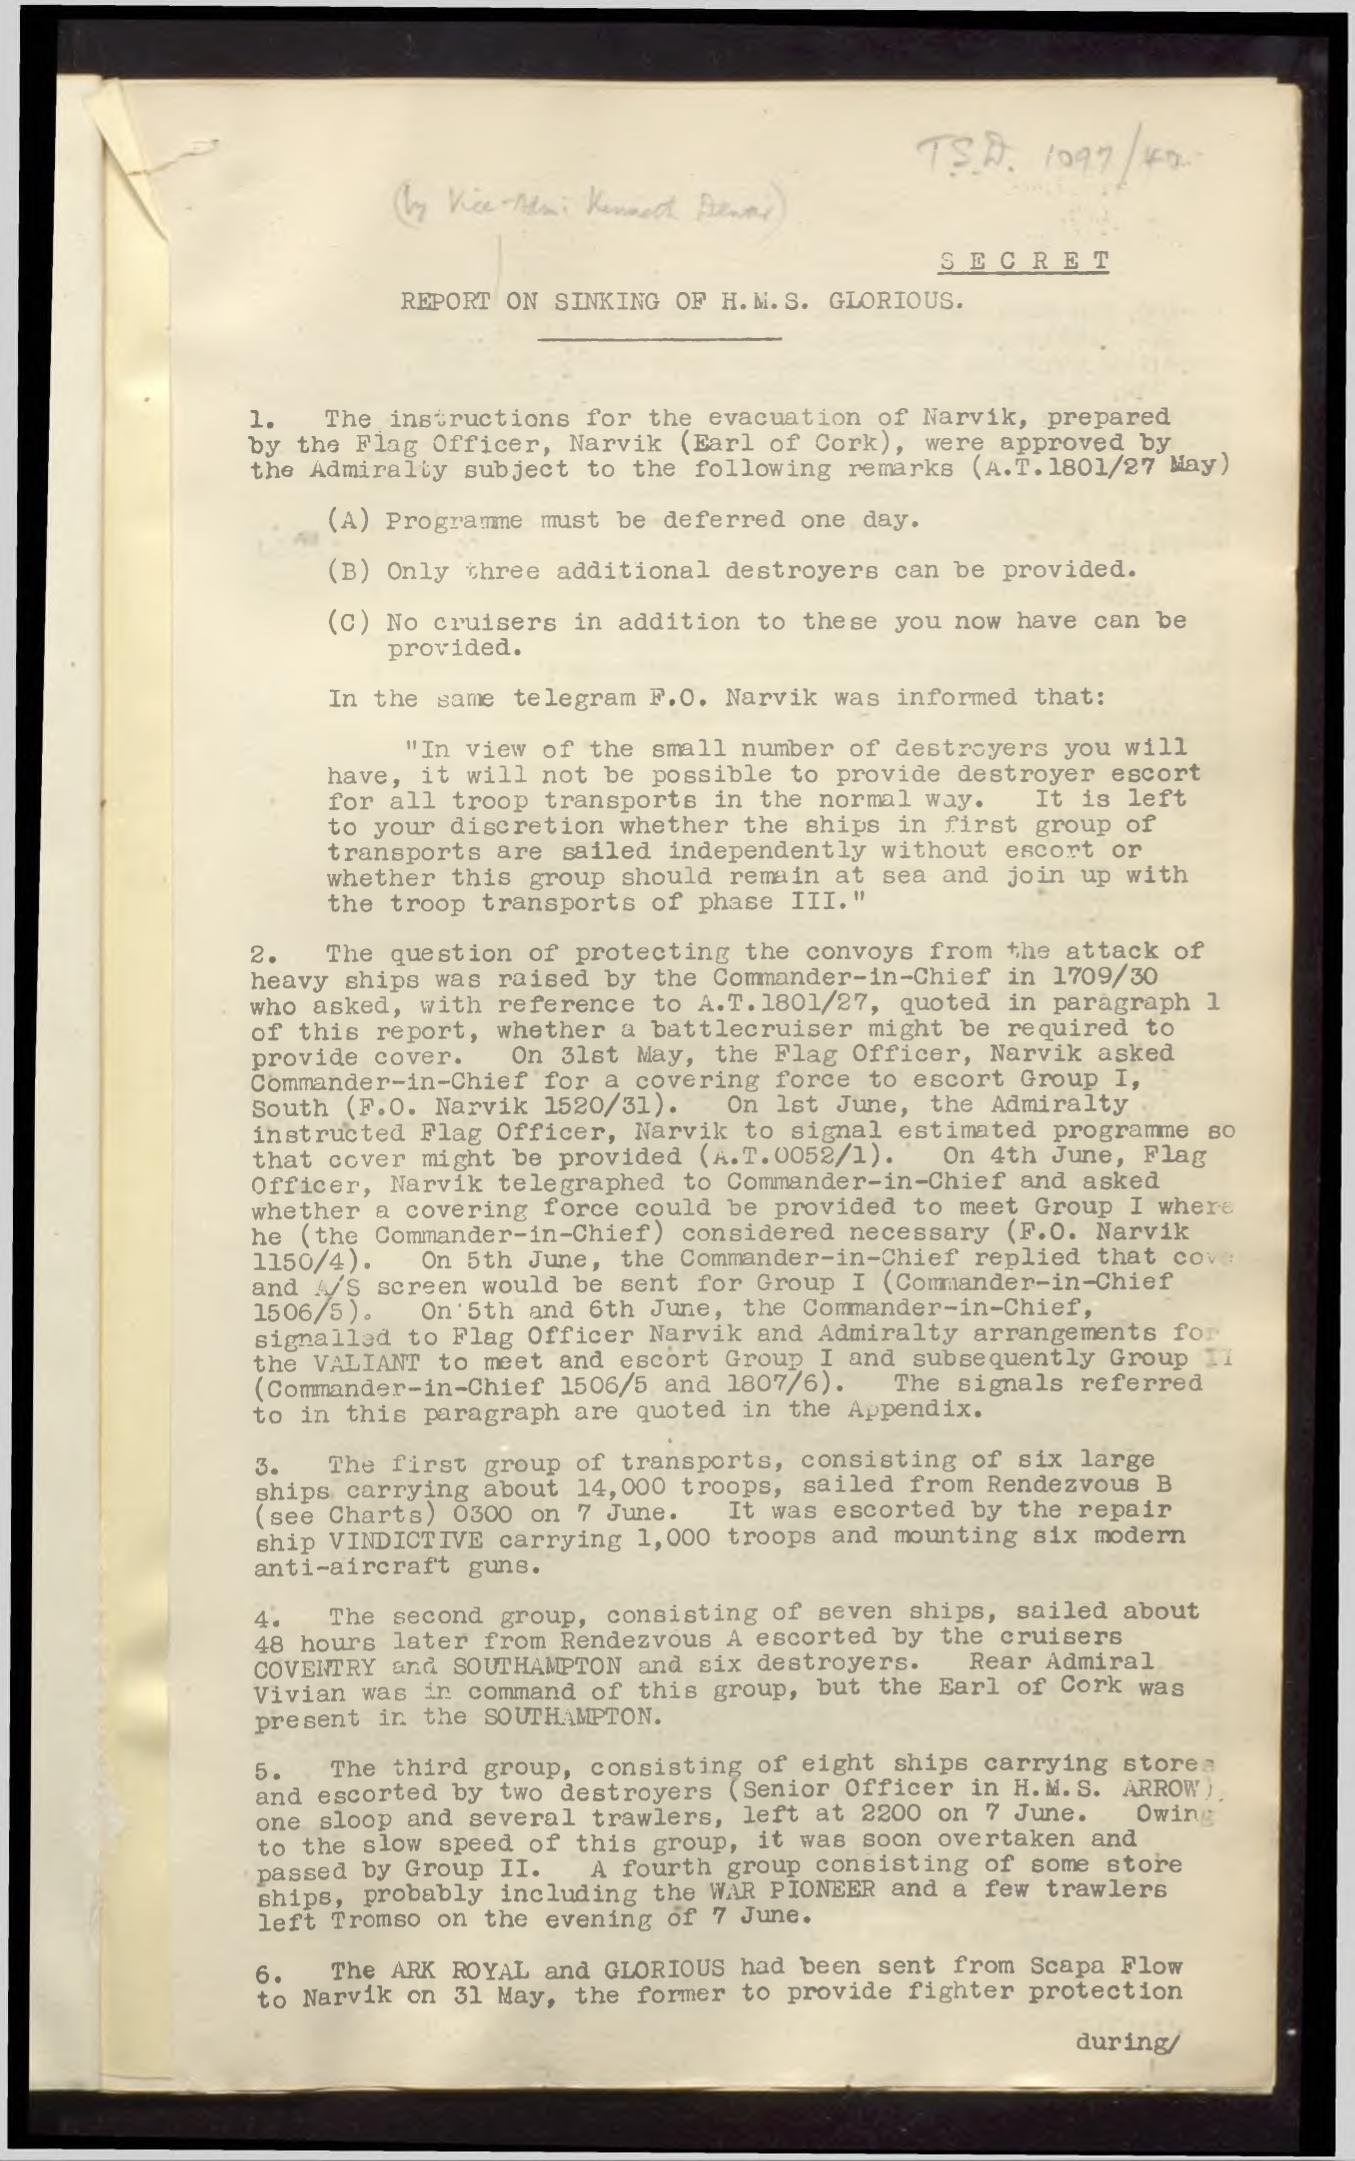 T.S.D. 1097/40
(by Vice-Adm: Kenneth Dewar)
SECRET
REPORT ON SINKING OF H.M.S. GLORIOUS.
1. The instructions for the evacuation of Narvik, prepared
by the Flag Officer, Narvik (Earl of Cork), were approved by
the Admiralty subject to the following remarks (A.T.1801/27 May)
(A) Programme must be deferred one day.
(B) Only three additional destroyers can be provided.
(C) No cruisers in addition to these you now have can be
provided.
In the same telegram F.O. Narvik was informed that:
"In view of the small number of destroyers you will
have, it will not be possible to provide destroyer escort
for all troop transports in the normal way. It is left
to your discretion whether the ships in first group of
transports are sailed independently without escort or
whether this group should remain at sea and join up with
the troop transports of phase III."
2. The question of protecting the convoys from the attack of
heavy ships was raised by the Commander-in-Chief in 1709/30
who asked, with reference to A.T.1801/27, quoted in paragraph 1
of this report, whether a battlecruiser might be required to
provide cover. On 31st May, the Flag Officer, Narvik asked
Commander-in-Chief for a covering force to escort Group I,
South (F.O. Narvik 1520/31). On 1st June, the Admiralty
instructed Flag Officer, Narvik to signal estimated programme so
that cover might be provided (A.T.0052/1). On 4th June, Flag
Officer, Narvik telegraphed to Commander-in-Chief and asked
whether a covering force could be provided to meet Group I where
he (the Commander-in-Chief) considered necessary (F.O. Narvik
1150/4). On 5th June, the Commander-in-Chief replied that cover
and A/S screen would be sent for Group I (Commander-in-Chief
1506/5). On 5th and 6th June, the Commander-in-Chief,
signalled to Flag Officer Narvik and Admiralty arrangements for
the VALIANT to meet and escort Group I and subsequently Group II
(Commander-in-Chief 1506/5 and 1807/6). The signals referred
to in this paragraph are quoted in the Appendix.
3. The first group of transports, consisting of six large
ships carrying about 14,000 troops, sailed from Rendezvous B
(see Charts) 0300 on 7 June. It was escorted by the repair
ship VINDICTIVE carrying 1,000 troops and mounting six modern
anti-aircraft guns.
4. The second group, consisting of seven ships, sailed about
48 hours later from Rendezvous A escorted by the cruisers
COVENTRY and SOUTHAMPTON and six destroyers. Rear Admiral
Vivian was in command of this group, but the Earl of Cork was
present in the SOUTHAMPTON.
5. The third group, consisting of eight ships carrying stores
and escorted by two destroyers (Senior Officer in H.M.S. ARROW),
one sloop and several trawlers, left at 2200 on 7 June. Owing
to the slow speed of this group, it was soon overtaken and
passed by Group II. A fourth group consisting of some store
ships, probably including the WAR PIONEER and a few trawlers
left Tromso on the evening of 7 June.
6. The ARK ROYAL and GLORIOUS had been sent from Scapa Flow
to Narvik on 31 May, the former to provide fighter protection
during/